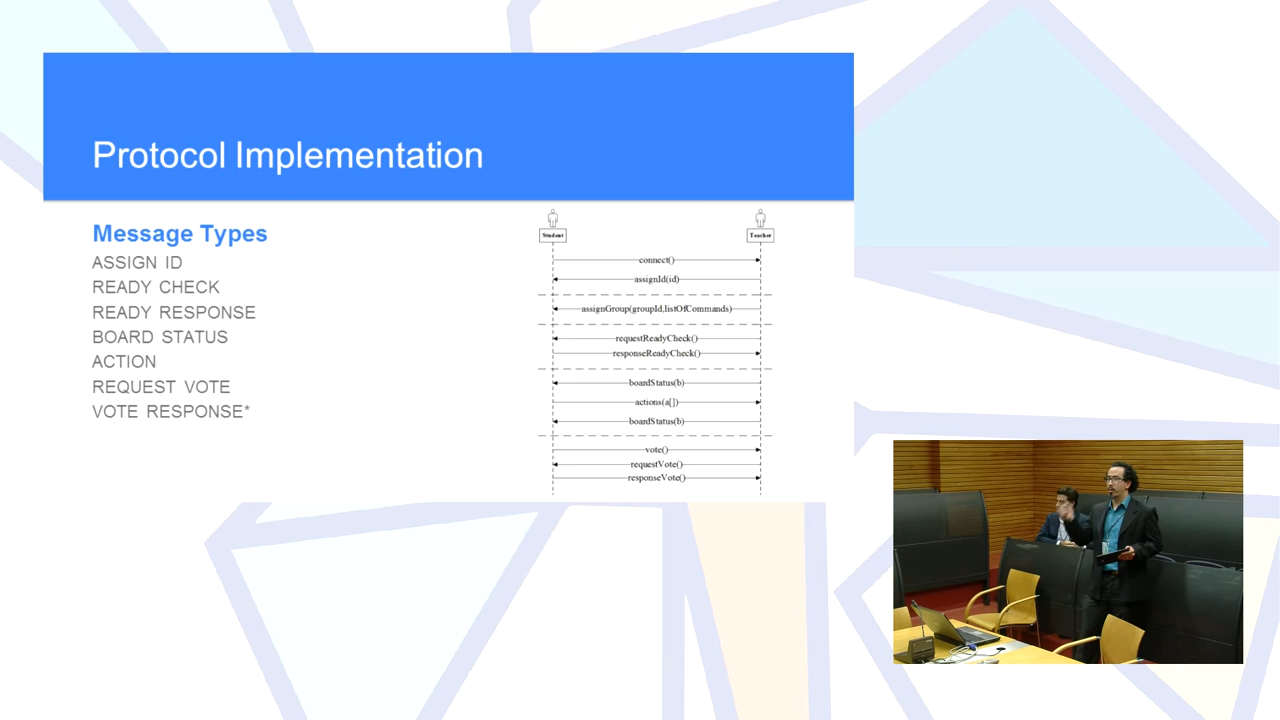 Protocol Implementation
Message Types
ASSIGN ID
READY CHECK
READY RESPONSE
BOARD STATUS
ACTION
REQUEST VOTE
VOTE RESPONSE*
Student
Teacher
connect()
assignId(id)
assignGroup(groupId,listOfCommands)
requestReadyCheck()
responseReadyCheck()
boardStatus(b)
actions(a[])
boardStatus(b)
vote()
requestVote()
responseVote()